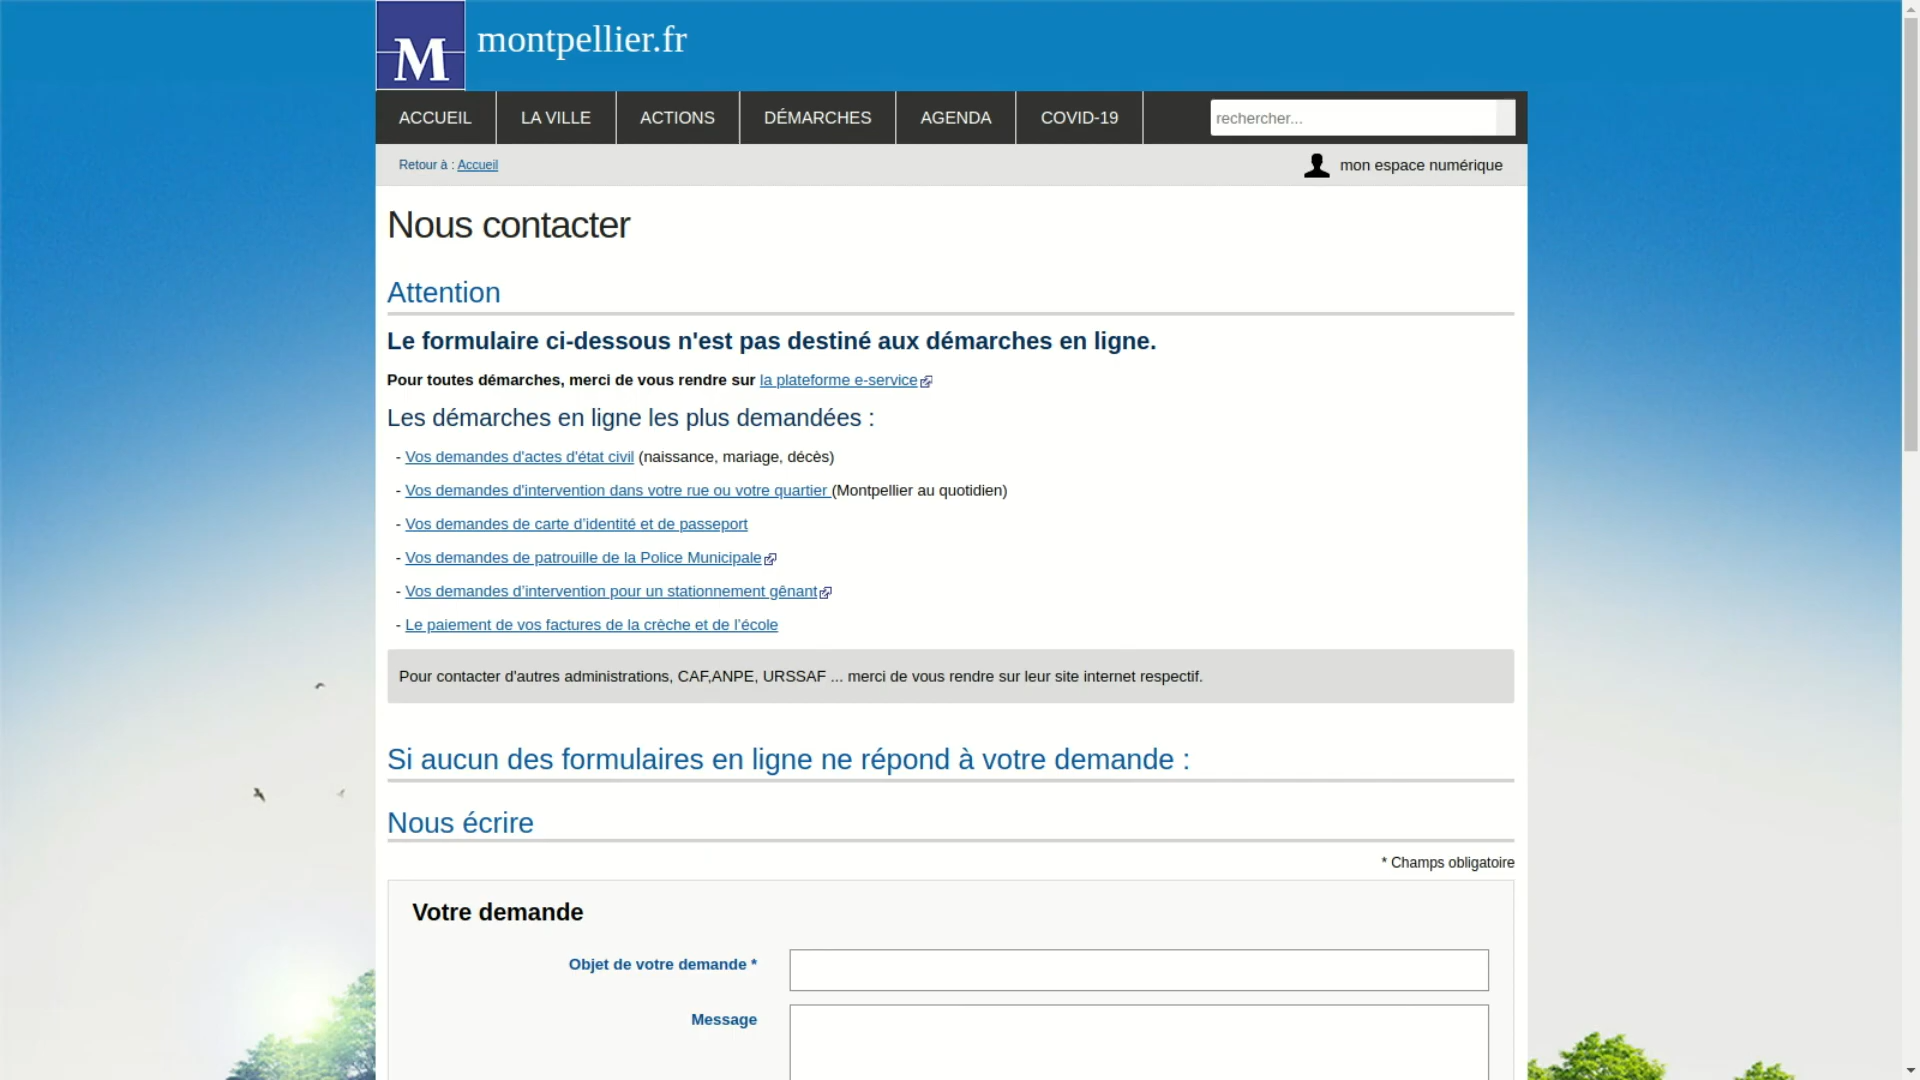 M
montpellier.fr
ACCUEIL
LA VILLE
ACTIONS
DÉMARCHES
AGENDA
COVID-19
rechercher...
Retour à : Accueil
mon espace numérique
Nous contacter
Attention
Le formulaire ci-dessous n'est pas destiné aux démarches en ligne.
Pour toutes démarches, merci de vous rendre sur la plateforme e-service
Les démarches en ligne les plus demandées :
- Vos demandes d'actes d'état civil (naissance, mariage, décès)
- Vos demandes d'intervention dans votre rue ou votre quartier (Montpellier au quotidien)
- Vos demandes de carte d’identité et de passeport
- Vos demandes de patrouille de la Police Municipale
- Vos demandes d’intervention pour un stationnement gênant
- Le paiement de vos factures de la crèche et de l’école
Pour contacter d'autres administrations, CAF,ANPE, URSSAF ... merci de vous rendre sur leur site internet respectif.
Si aucun des formulaires en ligne ne répond à votre demande :
Nous écrire
* Champs obligatoire
Votre demande
Objet de votre demande *
Message